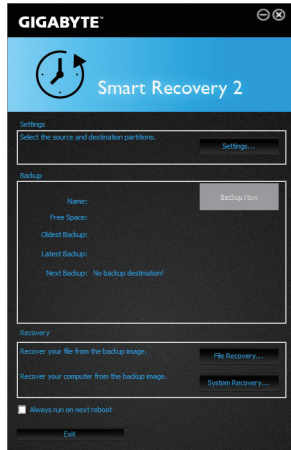 GIGABYTE™
Smart Recovery 2
Settings
Select the source and destination partitions.
Settings...
Backup
Backup Now
Name:
Free Space:
Oldest Backup:
Latest Backup:
Next Backup: No backup destination!
Recovery
Recover your file from the backup image.
File Recovery...
Recover your computer from the backup image.
System Recovery...
Always run on next reboot
Exit